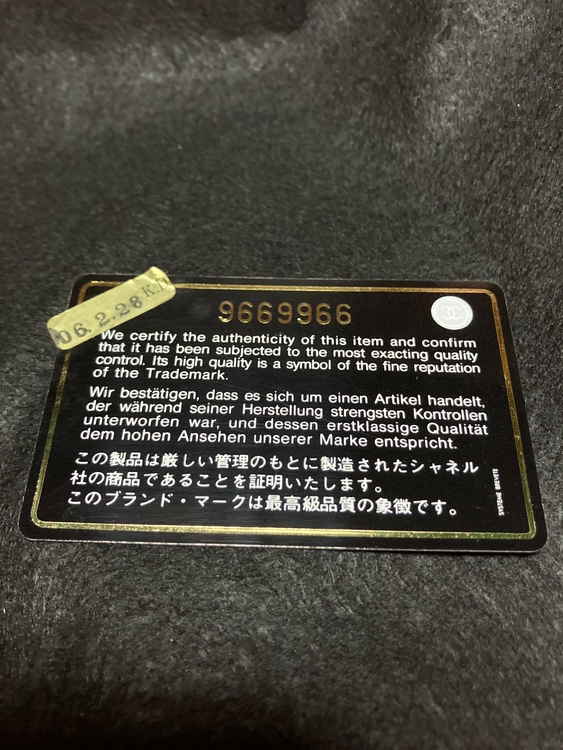 06.2.28
9669966
We certify the authenticity of this item and confirm
that it has been subjected to the most exacting quality
control. Its high quality is a symbol of the fine reputation
of the Trademark.
Wir bestätigen, dass es sich um einen Artikel handelt,
der während seiner Herstellung strengsten Kontrollen
unterworfen war, und dessen erstklassige Qualität
dem hohen Ansehen unserer Marke entspricht.
この製品は厳しい管理のもとに製造されたシャネル
社の商品であることを証明いたします。
このブランド・マークは最高級品質の象徴です。
SYSTEME BREVETE